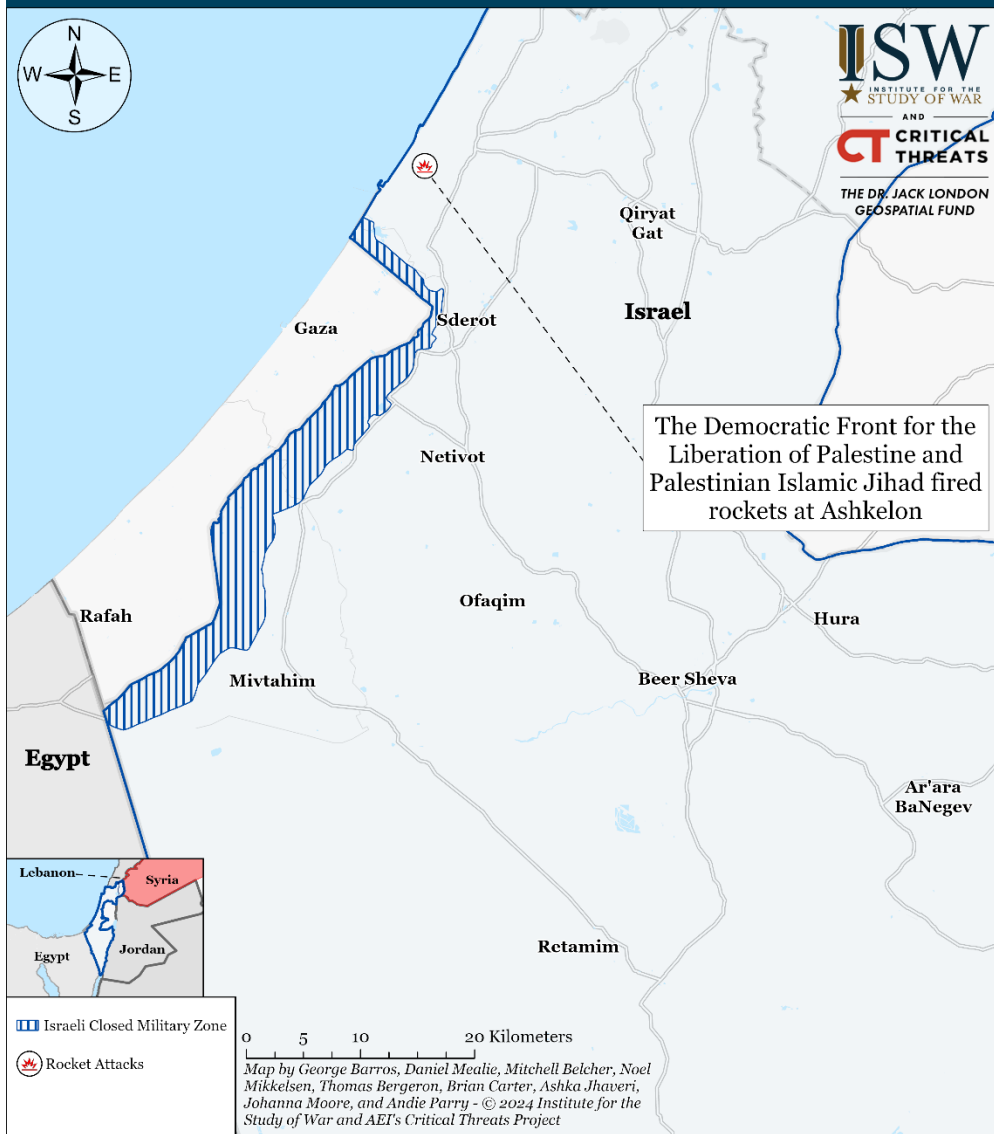 N
W
E
S
ISW
INSTITUTE FOR THE
STUDY OF WAR
AND
CT CRITICAL
THREATS
THE DR. JACK LONDON
GEOSPATIAL FUND
Qiryat
Gat
Israel
Gaza
Sderot
The Democratic Front for the
Liberation of Palestine and
Palestinian Islamic Jihad fired
rockets at Ashkelon
Netivot
Ofaqim
Rafah
Hura
Mivtahim
Beer Sheva
Egypt
Ar'ara
BaNegev
Retamim
Lebanon
Syria
Egypt
Jordan
Israeli Closed Military Zone
Rocket Attacks
0 5 10 20 Kilometers
Map by George Barros, Daniel Mealie, Mitchell Belcher, Noel
Mikkelsen, Thomas Bergeron, Brian Carter, Ashka Jhaveri,
Johanna Moore, and Andie Parry - © 2024 Institute for the
Study of War and AEI's Critical Threats Project